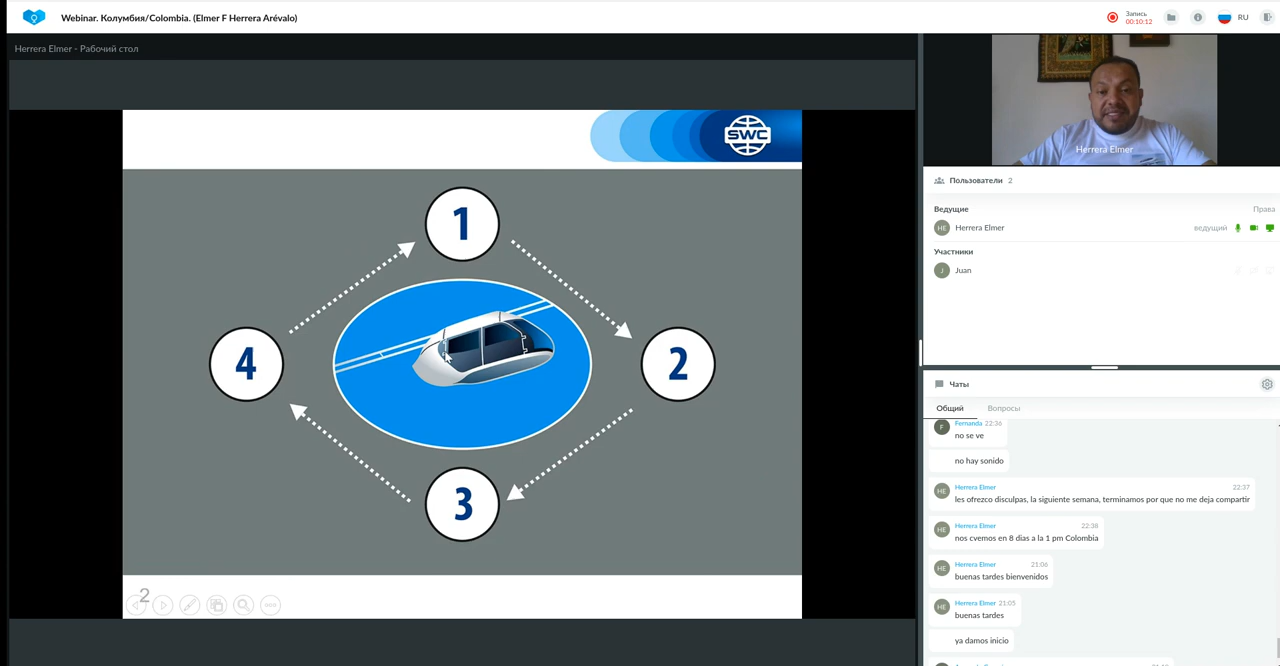 Webinar. Колумбия/Colombia. (Elmer F Herrera Arévalo)
Запись
00:10:12
RU
Herrera Elmer - Рабочий стол
SWC
1
2
3
4
2
Herrera Elmer
Пользователи 2
Ведущие Права
HE Herrera Elmer ведущий
Участники
J Juan
Чаты
Общий Вопросы
F Fernanda 22:36
no se ve
no hay sonido
HE Herrera Elmer 22:37
les ofrezco disculpas, la siguiente semana, terminamos por que no me deja compartir
HE Herrera Elmer 22:38
nos cvemos en 8 dias a la 1 pm Colombia
HE Herrera Elmer 21:06
buenas tardes bienvenidos
HE Herrera Elmer 21:05
buenas tardes
ya damos inicio